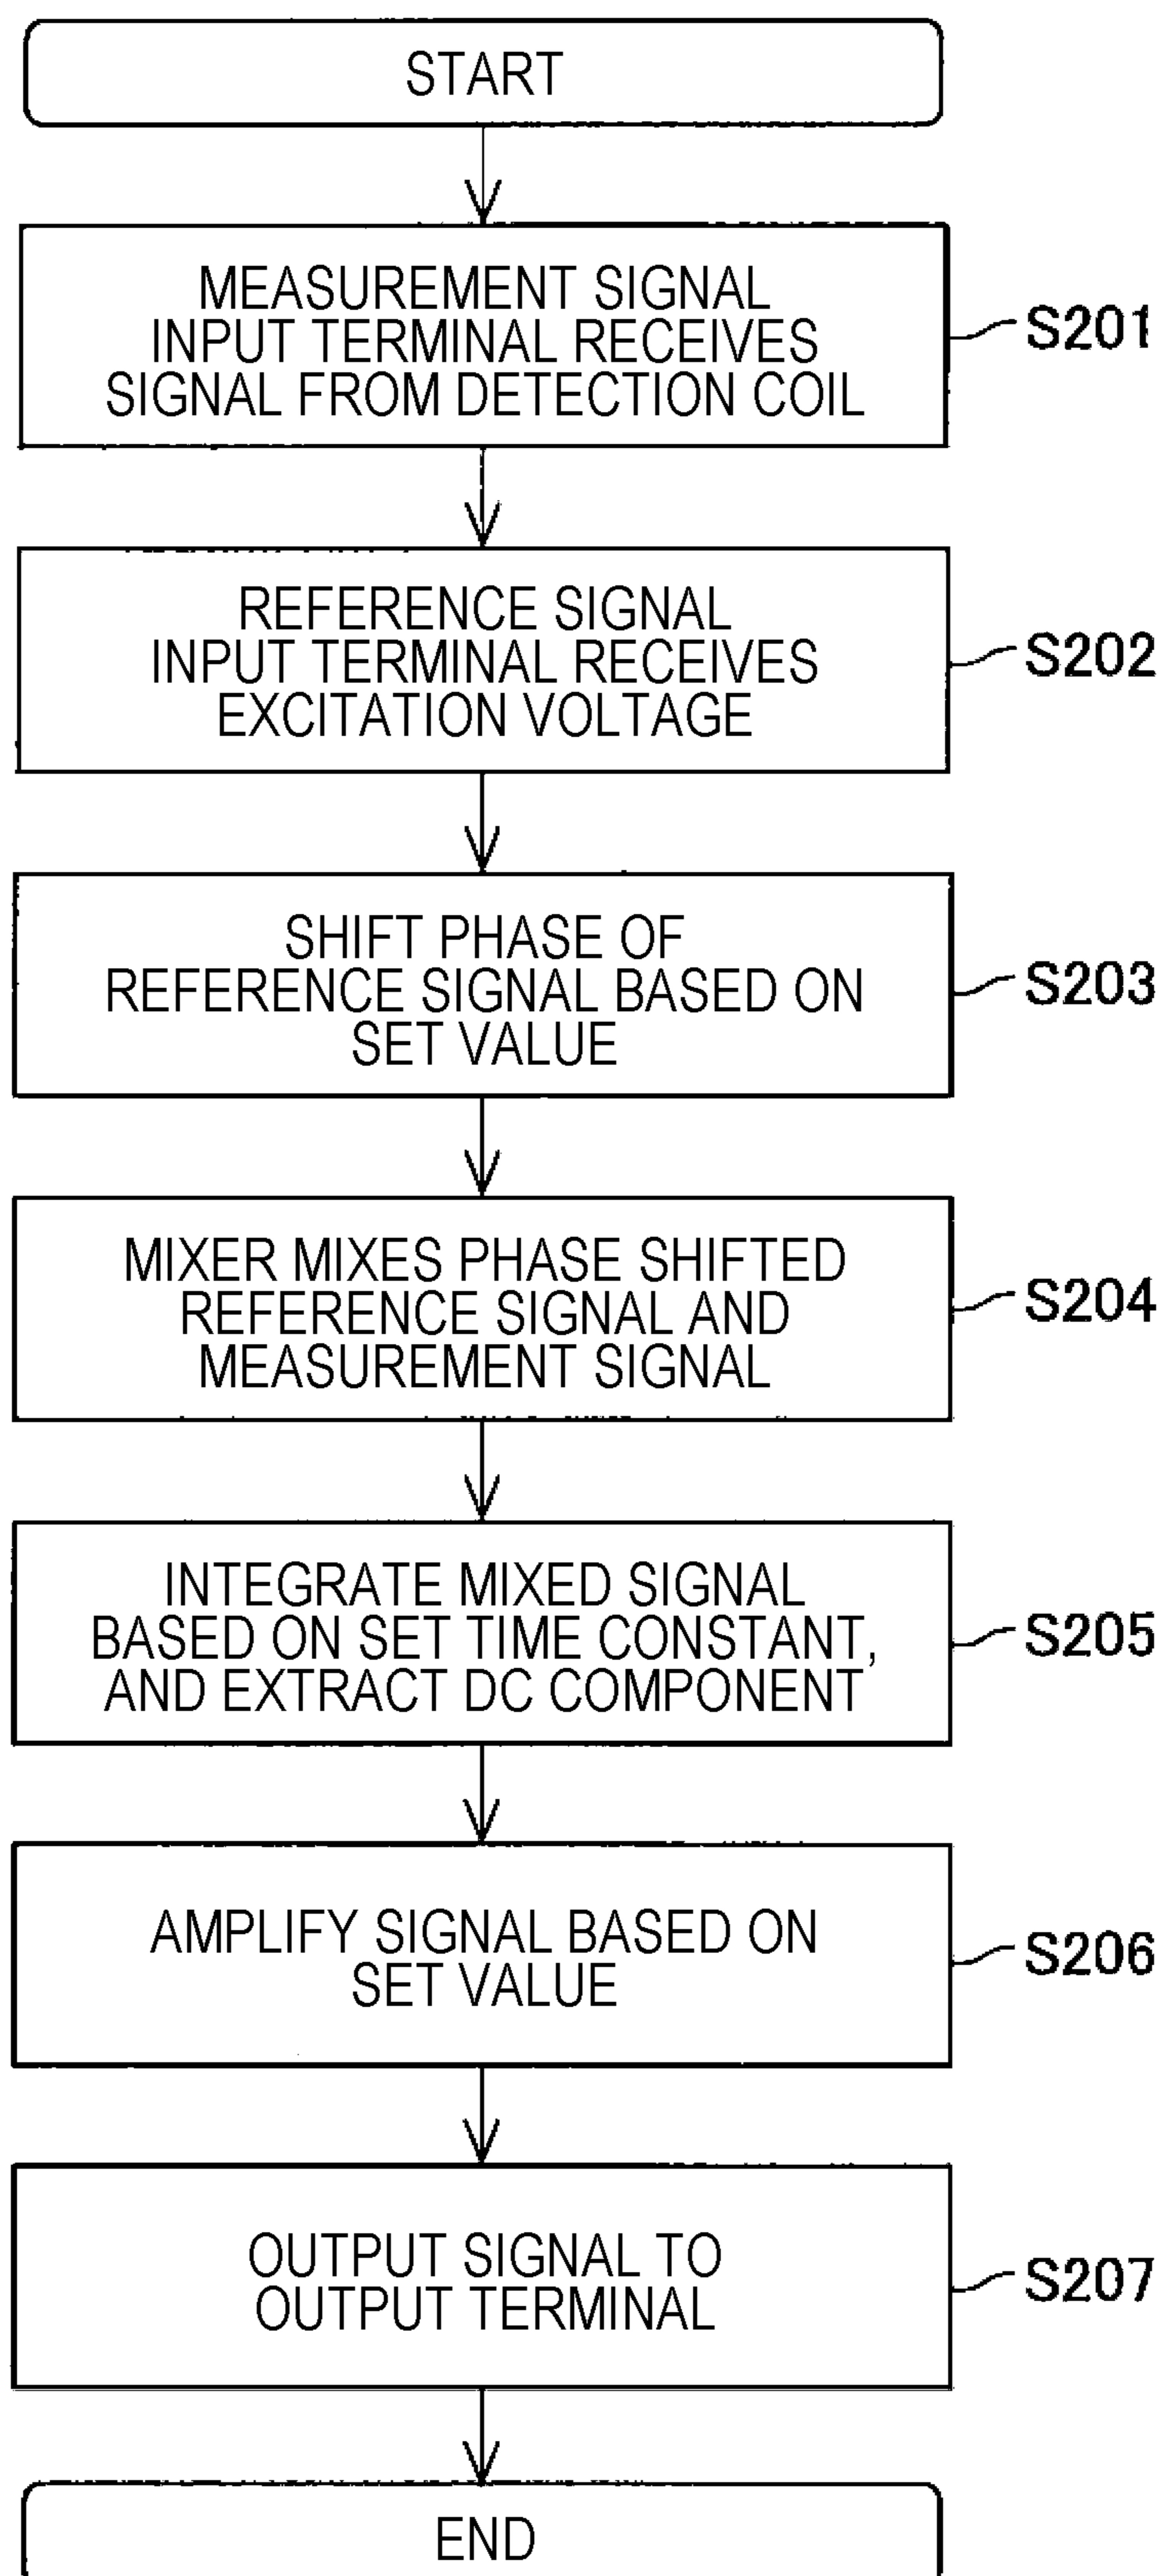 START
MEASUREMENT SIGNAL
INPUT TERMINAL RECEIVES
SIGNAL FROM DETECTION COIL
S201
REFERENCE SIGNAL
INPUT TERMINAL RECEIVES
EXCITATION VOLTAGE
S202
SHIFT PHASE OF
REFERENCE SIGNAL BASED ON
SET VALUE
S203
MIXER MIXES PHASE SHIFTED
REFERENCE SIGNAL AND
MEASUREMENT SIGNAL
S204
INTEGRATE MIXED SIGNAL
BASED ON SET TIME CONSTANT,
AND EXTRACT DC COMPONENT
S205
AMPLIFY SIGNAL BASED ON
SET VALUE
S206
OUTPUT SIGNAL TO
OUTPUT TERMINAL
S207
END